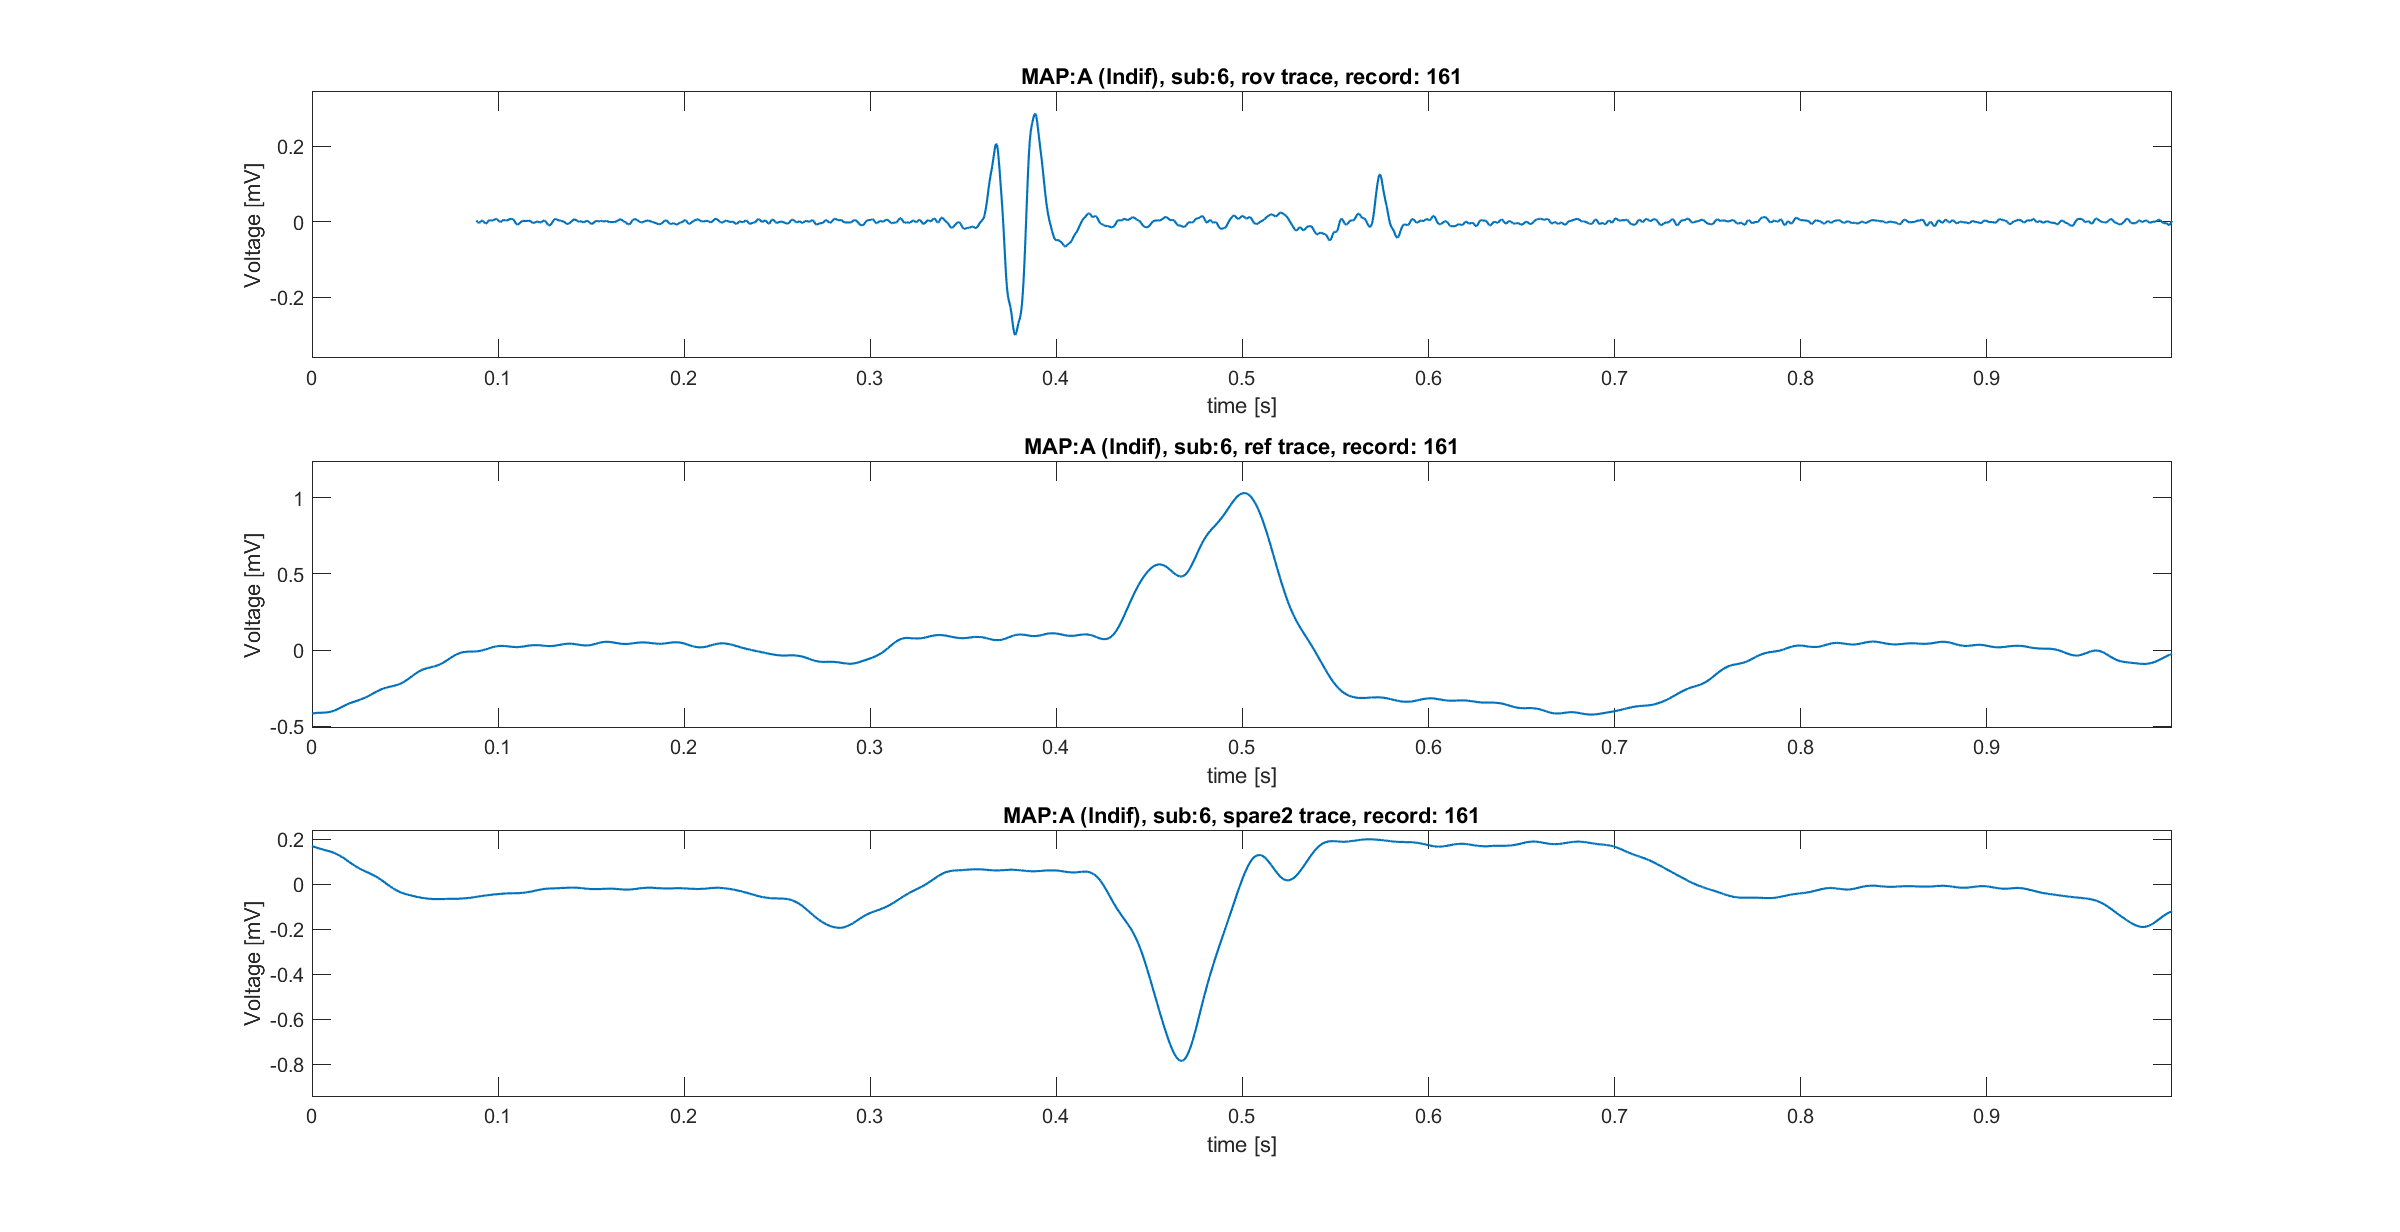 MAP:A (Indif), sub:6, rov trace, record: 161
Voltage [mV]
0.2
0
-0.2
0 0.1 0.2 0.3 0.4 0.5 0.6 0.7 0.8 0.9
time [s]
MAP:A (Indif), sub:6, ref trace, record: 161
Voltage [mV]
1
0.5
0
-0.5
0 0.1 0.2 0.3 0.4 0.5 0.6 0.7 0.8 0.9
time [s]
MAP:A (Indif), sub:6, spare2 trace, record: 161
Voltage [mV]
0.2
0
-0.2
-0.4
-0.6
-0.8
0 0.1 0.2 0.3 0.4 0.5 0.6 0.7 0.8 0.9
time [s]